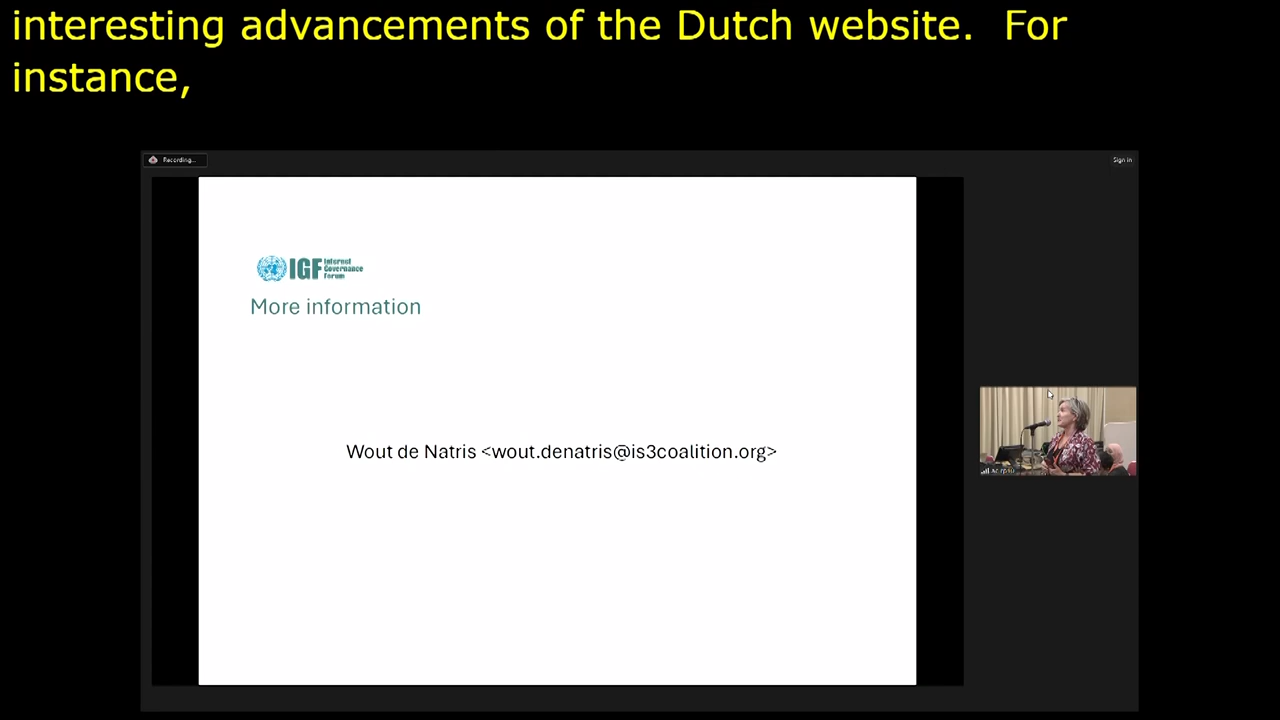 interesting advancements of the Dutch website.  For
instance,
Recording...
Sign in
IGF Internet
Governance
Forum
More information
Wout de Natris <wout.denatris@is3coalition.org>